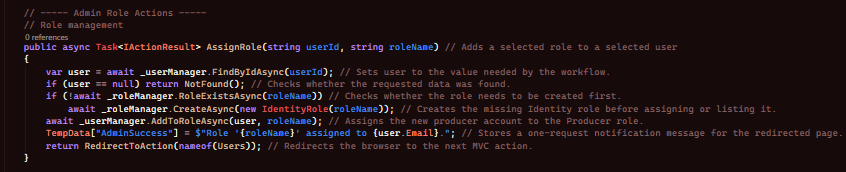 // ----- Admin Role Actions -----
// Role management
0 references
public async Task<IActionResult> AssignRole(string userId, string roleName) // Adds a selected role to a selected user
{
var user = await _userManager.FindByIdAsync(userId); // Sets user to the value needed by the workflow.
if (user == null) return NotFound(); // Checks whether the requested data was found.
if (!await _roleManager.RoleExistsAsync(roleName)) // Checks whether the role needs to be created first.
await _roleManager.CreateAsync(new IdentityRole(roleName)); // Creates the missing Identity role before assigning or listing it.
await _userManager.AddToRoleAsync(user, roleName); // Assigns the new producer account to the Producer role.
TempData["AdminSuccess"] = $"Role '{roleName}' assigned to {user.Email}."; // Stores a one-request notification message for the redirected page.
return RedirectToAction(nameof(Users)); // Redirects the browser to the next MVC action.
}